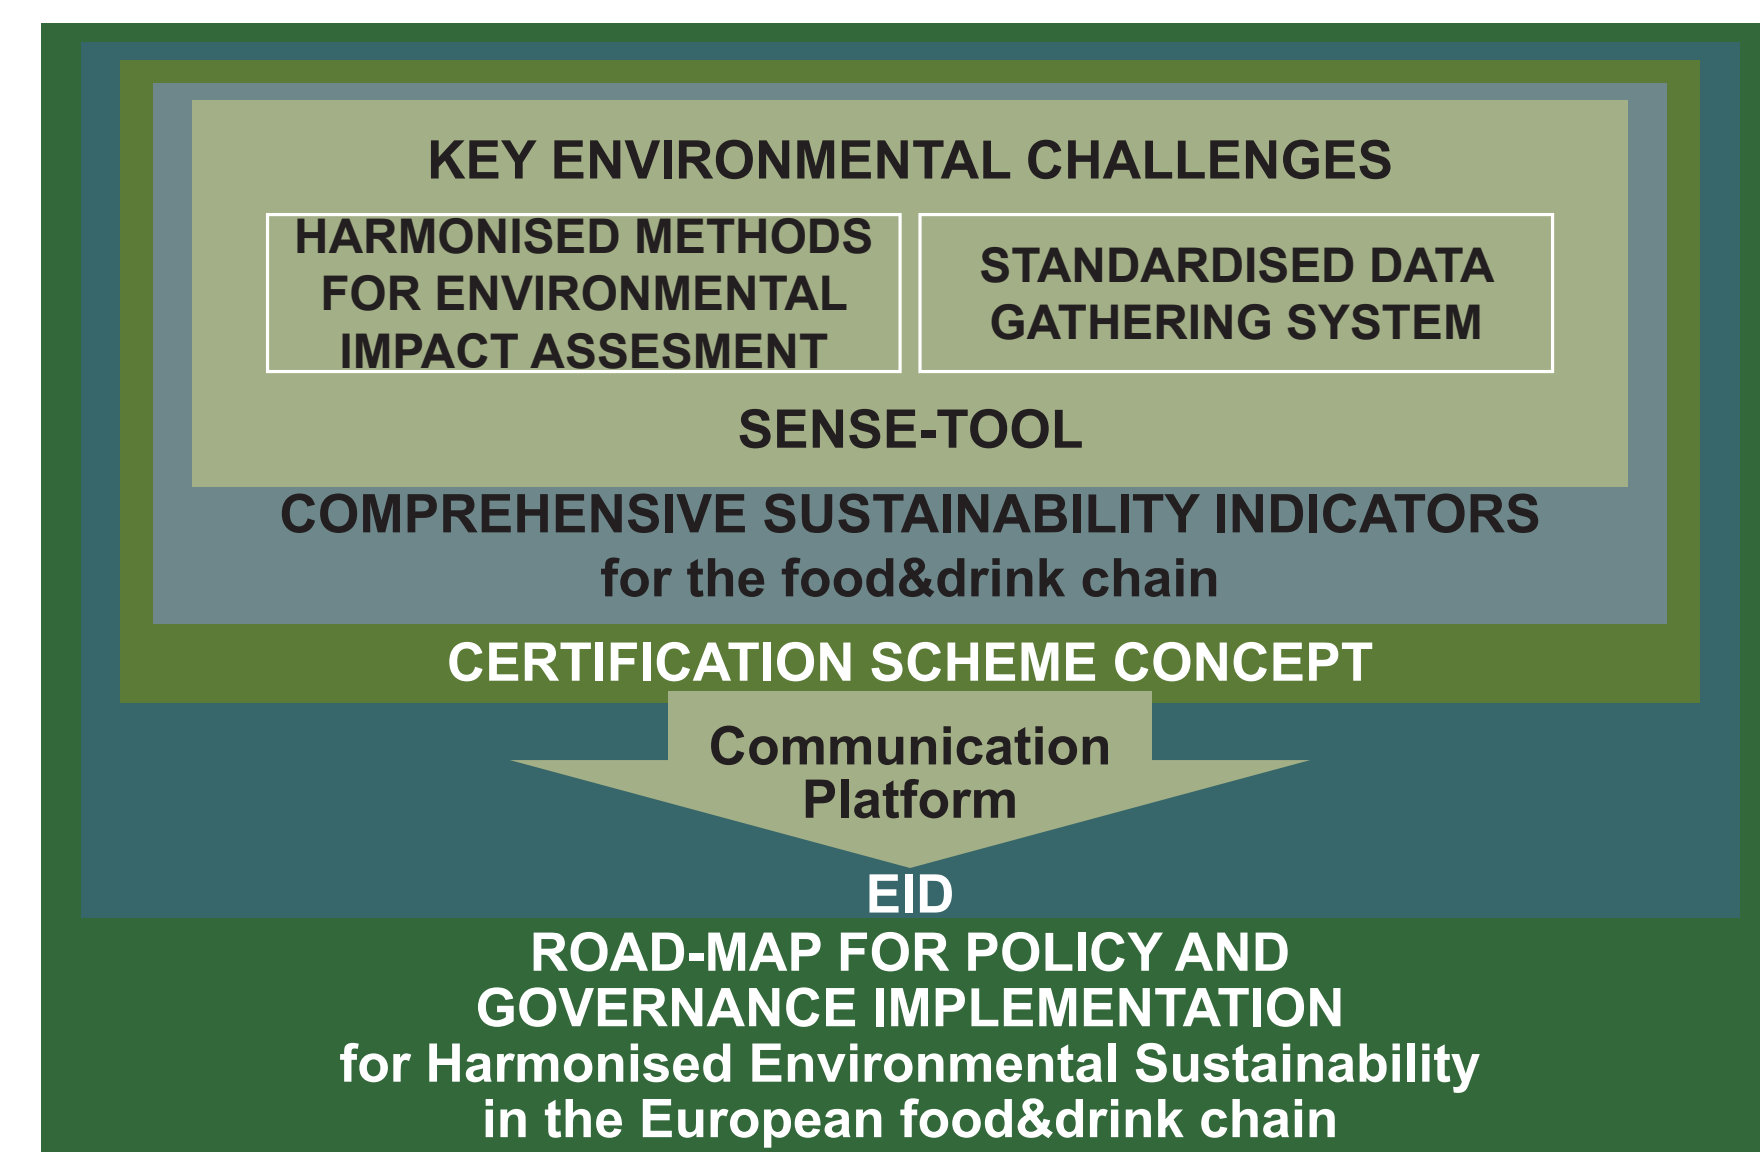 KEY ENVIRONMENTAL CHALLENGES
HARMONISED METHODS
FOR ENVIRONMENTAL
IMPACT ASSESMENT
STANDARDISED DATA
GATHERING SYSTEM
SENSE-TOOL
COMPREHENSIVE SUSTAINABILITY INDICATORS
for the food&drink chain
CERTIFICATION SCHEME CONCEPT
Communication
Platform
EID
ROAD-MAP FOR POLICY AND
GOVERNANCE IMPLEMENTATION
for Harmonised Environmental Sustainability
in the European food&drink chain